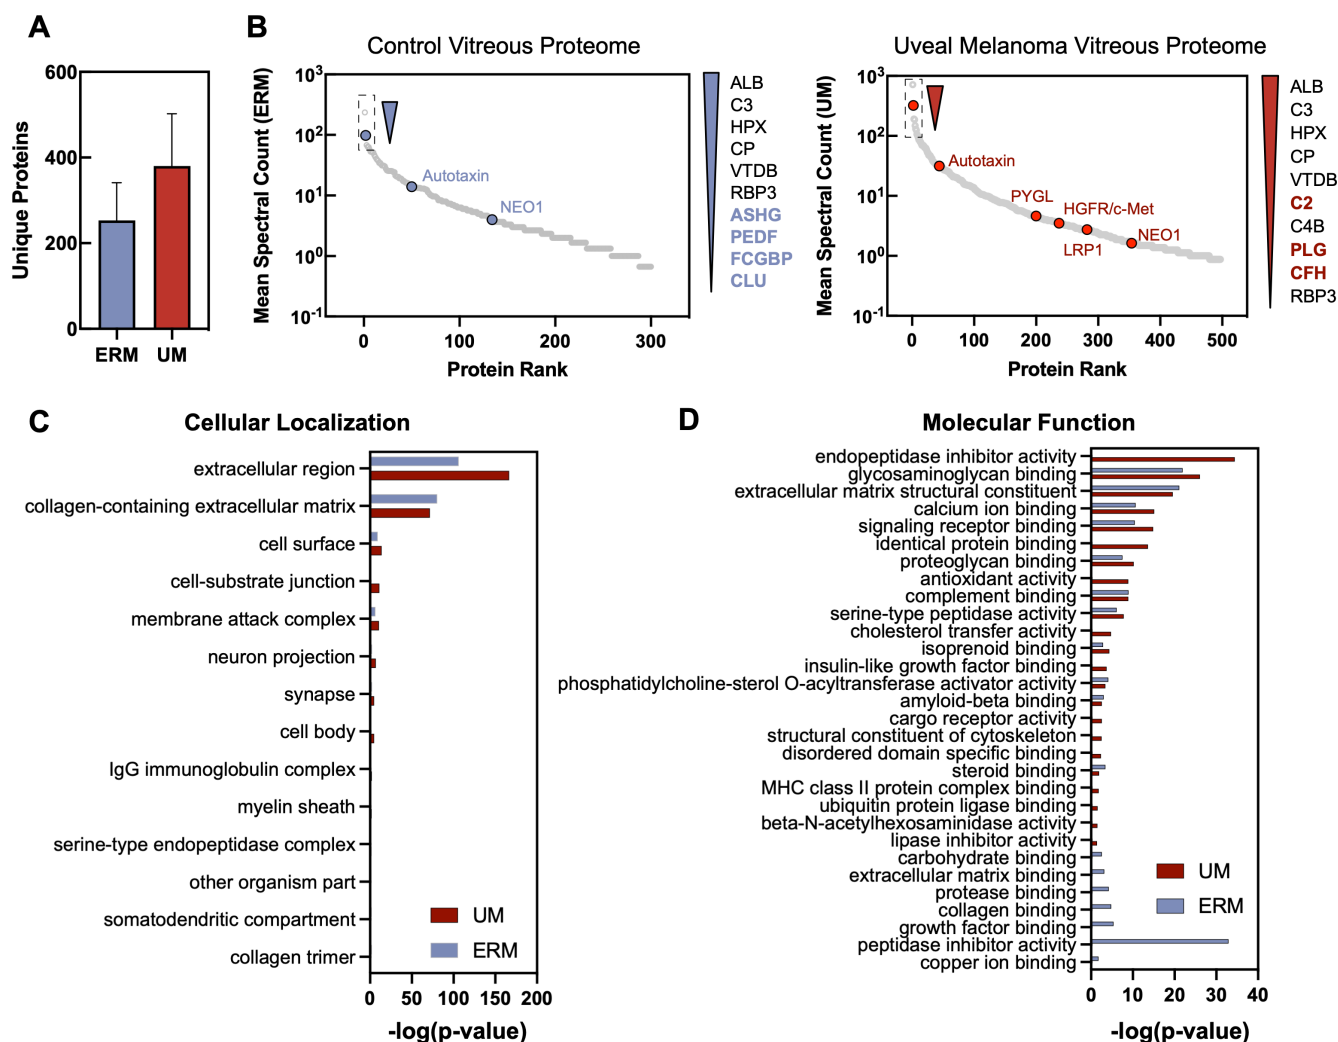 A
Unique Proteins
600
400
200
0
ERM
UM
B
Control Vitreous Proteome
Mean Spectral Count (ERM)
10³
10²
10¹
10⁰
10⁻¹
Autotaxin
NEO1
0
100
200
300
Protein Rank
ALB
C3
HPX
CP
VTDB
RBP3
ASHG
PEDF
FCGBP
CLU
Uveal Melanoma Vitreous Proteome
Mean Spectral Count (UM)
10³
10²
10¹
10⁰
10⁻¹
Autotaxin
PYGL
HGFR/c-Met
LRP1
NEO1
0
100
200
300
400
500
Protein Rank
ALB
C3
HPX
CP
VTDB
C2
C4B
PLG
CFH
RBP3
C
Cellular Localization
extracellular region
collagen-containing extracellular matrix
cell surface
cell-substrate junction
membrane attack complex
neuron projection
synapse
cell body
IgG immunoglobulin complex
myelin sheath
serine-type endopeptidase complex
other organism part
somatodendritic compartment
collagen trimer
UM
ERM
0
50
100
150
200
-log(p-value)
D
Molecular Function
endopeptidase inhibitor activity
glycosaminoglycan binding
extracellular matrix structural constituent
calcium ion binding
signaling receptor binding
identical protein binding
proteoglycan binding
antioxidant activity
complement binding
serine-type peptidase activity
cholesterol transfer activity
isoprenoid binding
insulin-like growth factor binding
phosphatidylcholine-sterol O-acyltransferase activator activity
amyloid-beta binding
cargo receptor activity
structural constituent of cytoskeleton
disordered domain specific binding
steroid binding
MHC class II protein complex binding
ubiquitin protein ligase binding
beta-N-acetylhexosaminidase activity
lipase inhibitor activity
carbohydrate binding
extracellular matrix binding
protease binding
collagen binding
growth factor binding
peptidase inhibitor activity
copper ion binding
UM
ERM
0
10
20
30
40
-log(p-value)